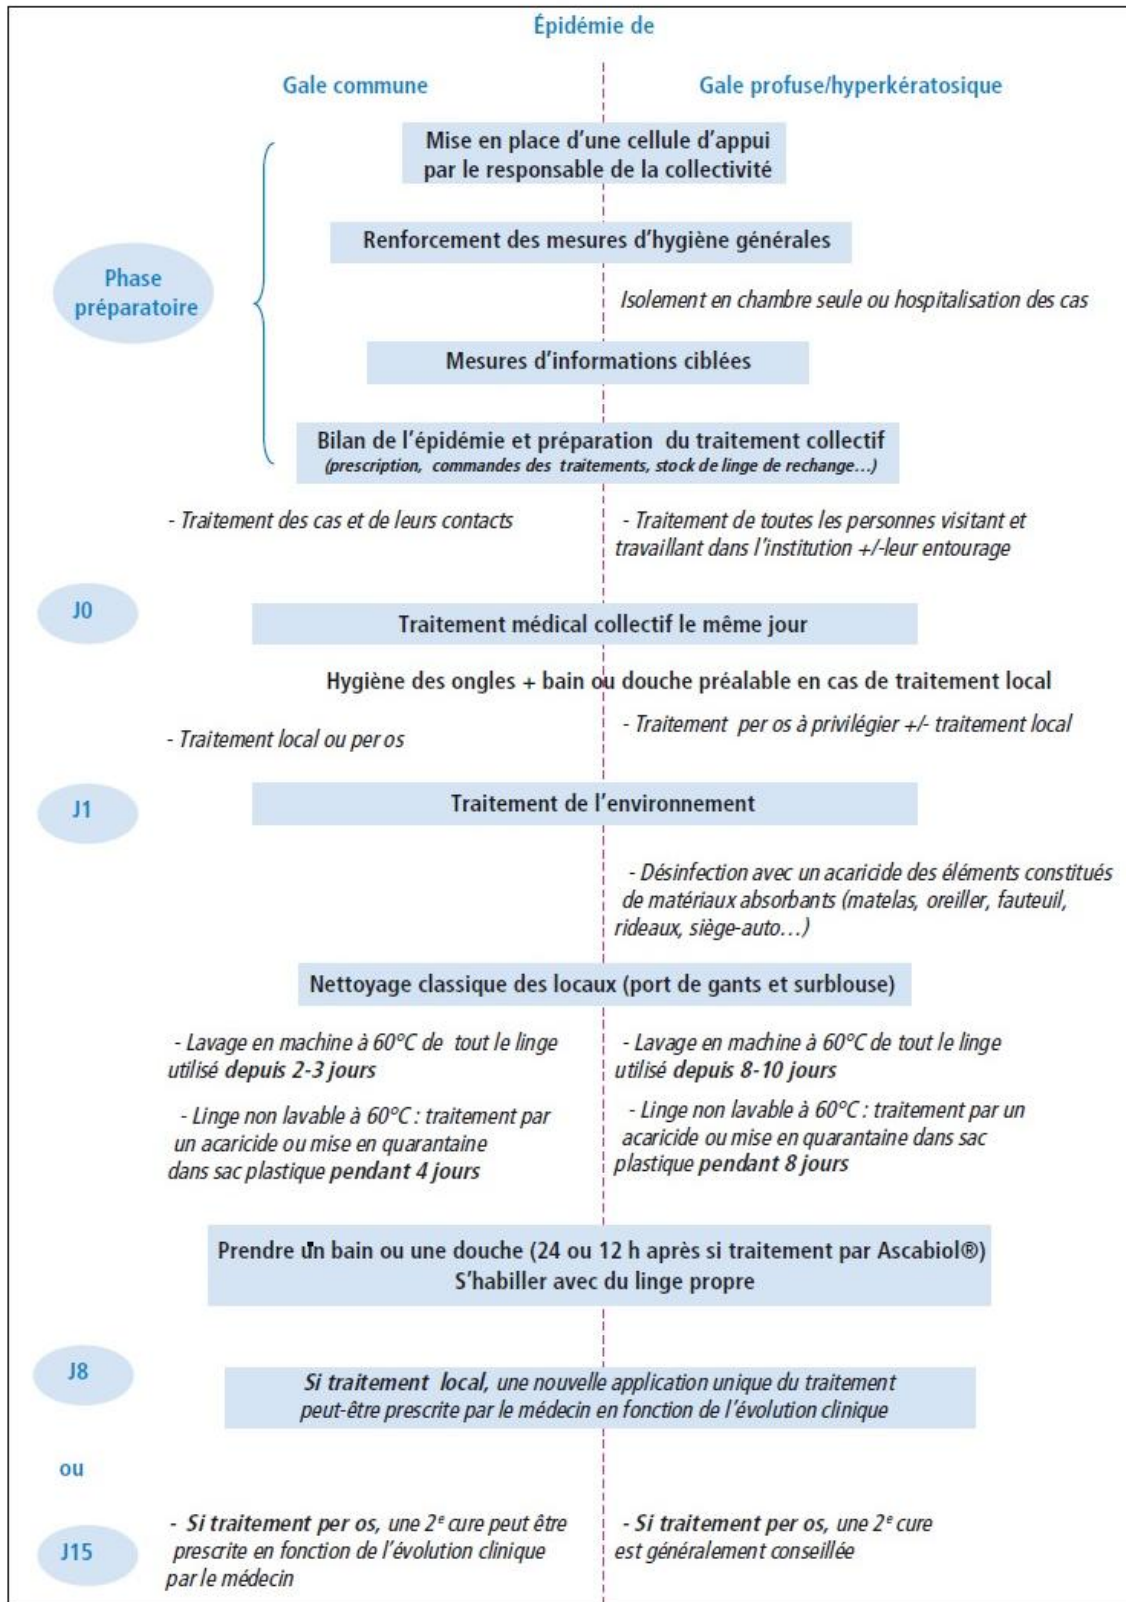 Épidémie de
Gale commune
Gale profuse/hyperkératosique
Mise en place d'une cellule d'appui
par le responsable de la collectivité
Renforcement des mesures d'hygiène générales
Phase
préparatoire
Isolement en chambre seule ou hospitalisation des cas
Mesures d'informations ciblées
Bilan de l'épidémie et préparation du traitement collectif
(prescription, commandes des traitements, stock de linge de rechange...)
- Traitement des cas et de leurs contacts
- Traitement de toutes les personnes visitant et
travaillant dans l'institution +/-leur entourage
J0
Traitement médical collectif le même jour
Hygiène des ongles + bain ou douche préalable en cas de traitement local
- Traitement local ou per os
- Traitement per os à privilégier +/- traitement local
J1
Traitement de l'environnement
- Désinfection avec un acaricide des éléments constitués
de matériaux absorbants (matelas, oreiller, fauteuil,
rideaux, siège-auto...)
Nettoyage classique des locaux (port de gants et surblouse)
- Lavage en machine à 60°C de tout le linge
utilisé depuis 2-3 jours
- Linge non lavable à 60°C : traitement par
un acaricide ou mise en quarantaine
dans sac plastique pendant 4 jours
- Lavage en machine à 60°C de tout le linge
utilisé depuis 8-10 jours
- Linge non lavable à 60°C : traitement par un
acaricide ou mise en quarantaine dans sac
plastique pendant 8 jours
Prendre un bain ou une douche (24 ou 12 h après si traitement par Ascabiol®)
S'habiller avec du linge propre
J8
Si traitement local, une nouvelle application unique du traitement
peut-être prescrite par le médecin en fonction de l'évolution clinique
ou
J15
- Si traitement per os, une 2e cure peut être
prescrite en fonction de l'évolution clinique
par le médecin
- Si traitement per os, une 2e cure
est généralement conseillée